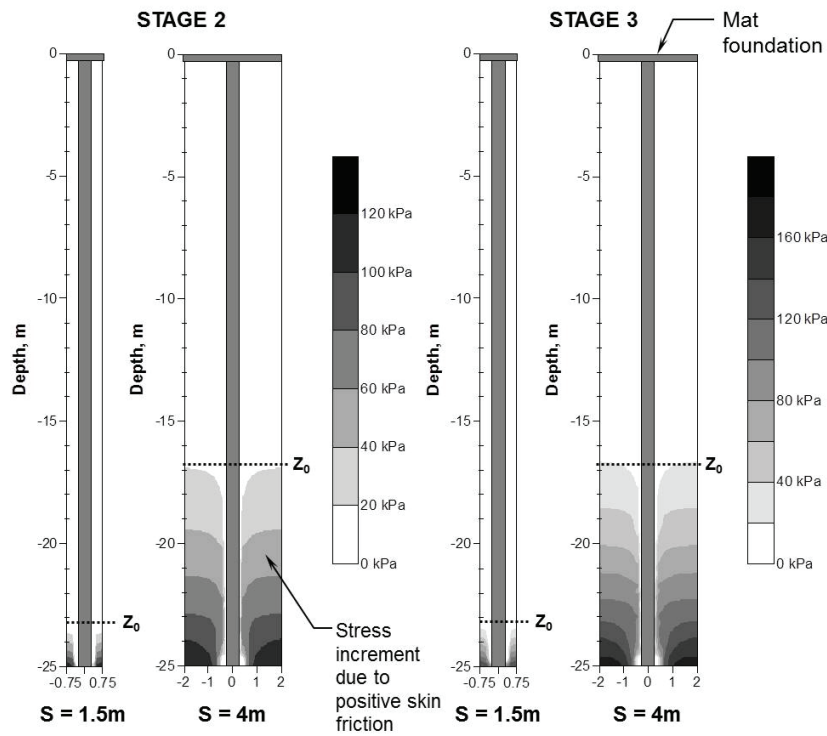 STAGE 2
STAGE 3
Mat
foundation
0
-5
-10
-15
-20
-25
Depth, m
-0.75 0.75
S = 1.5m
Z₀
0
-5
-10
-15
-20
-25
Depth, m
-2 -1 0 1 2
S = 4m
Z₀
120 kPa
100 kPa
80 kPa
60 kPa
40 kPa
20 kPa
0 kPa
Stress
increment
due to
positive skin
friction
0
-5
-10
-15
-20
-25
Depth, m
-0.75 0.75
S = 1.5m
Z₀
0
-5
-10
-15
-20
-25
Depth, m
-2 -1 0 1 2
S = 4m
Z₀
160 kPa
120 kPa
80 kPa
40 kPa
0 kPa